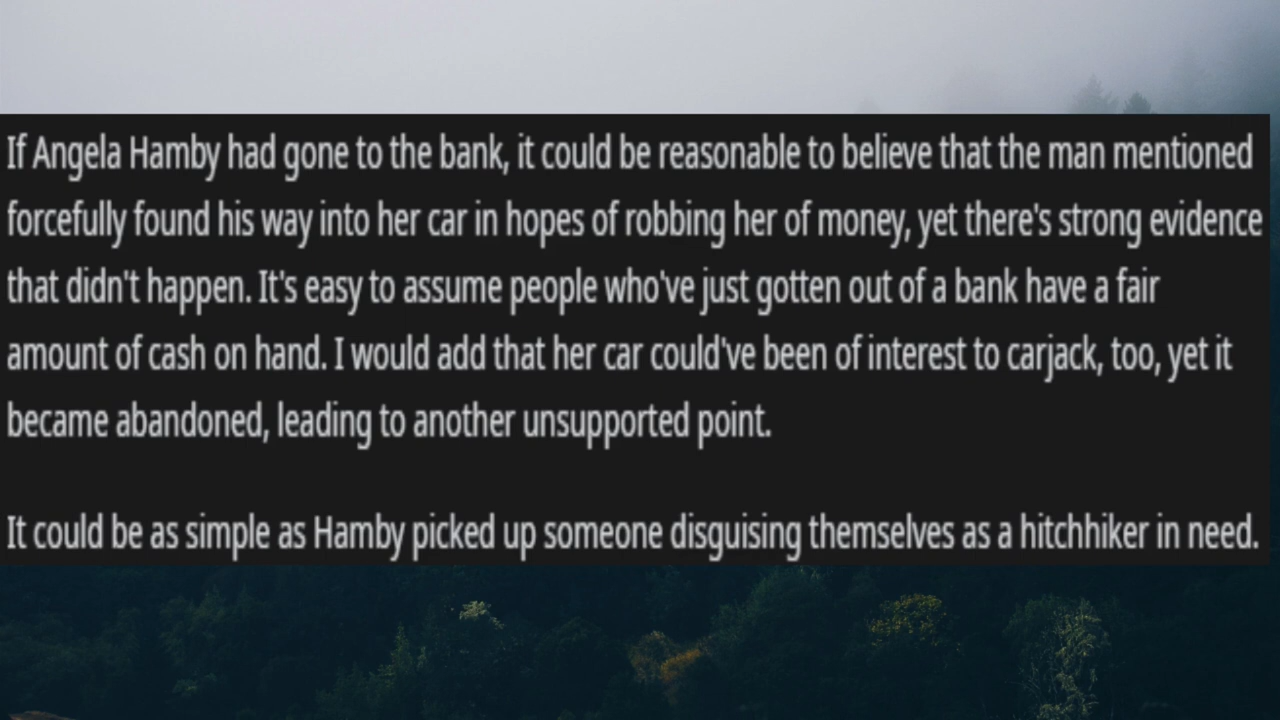 If Angela Hamby had gone to the bank, it could be reasonable to believe that the man mentioned
forcefully found his way into her car in hopes of robbing her of money, yet there's strong evidence
that didn't happen. It's easy to assume people who've just gotten out of a bank have a fair
amount of cash on hand. I would add that her car could've been of interest to carjack, too, yet it
became abandoned, leading to another unsupported point.
It could be as simple as Hamby picked up someone disguising themselves as a hitchhiker in need.